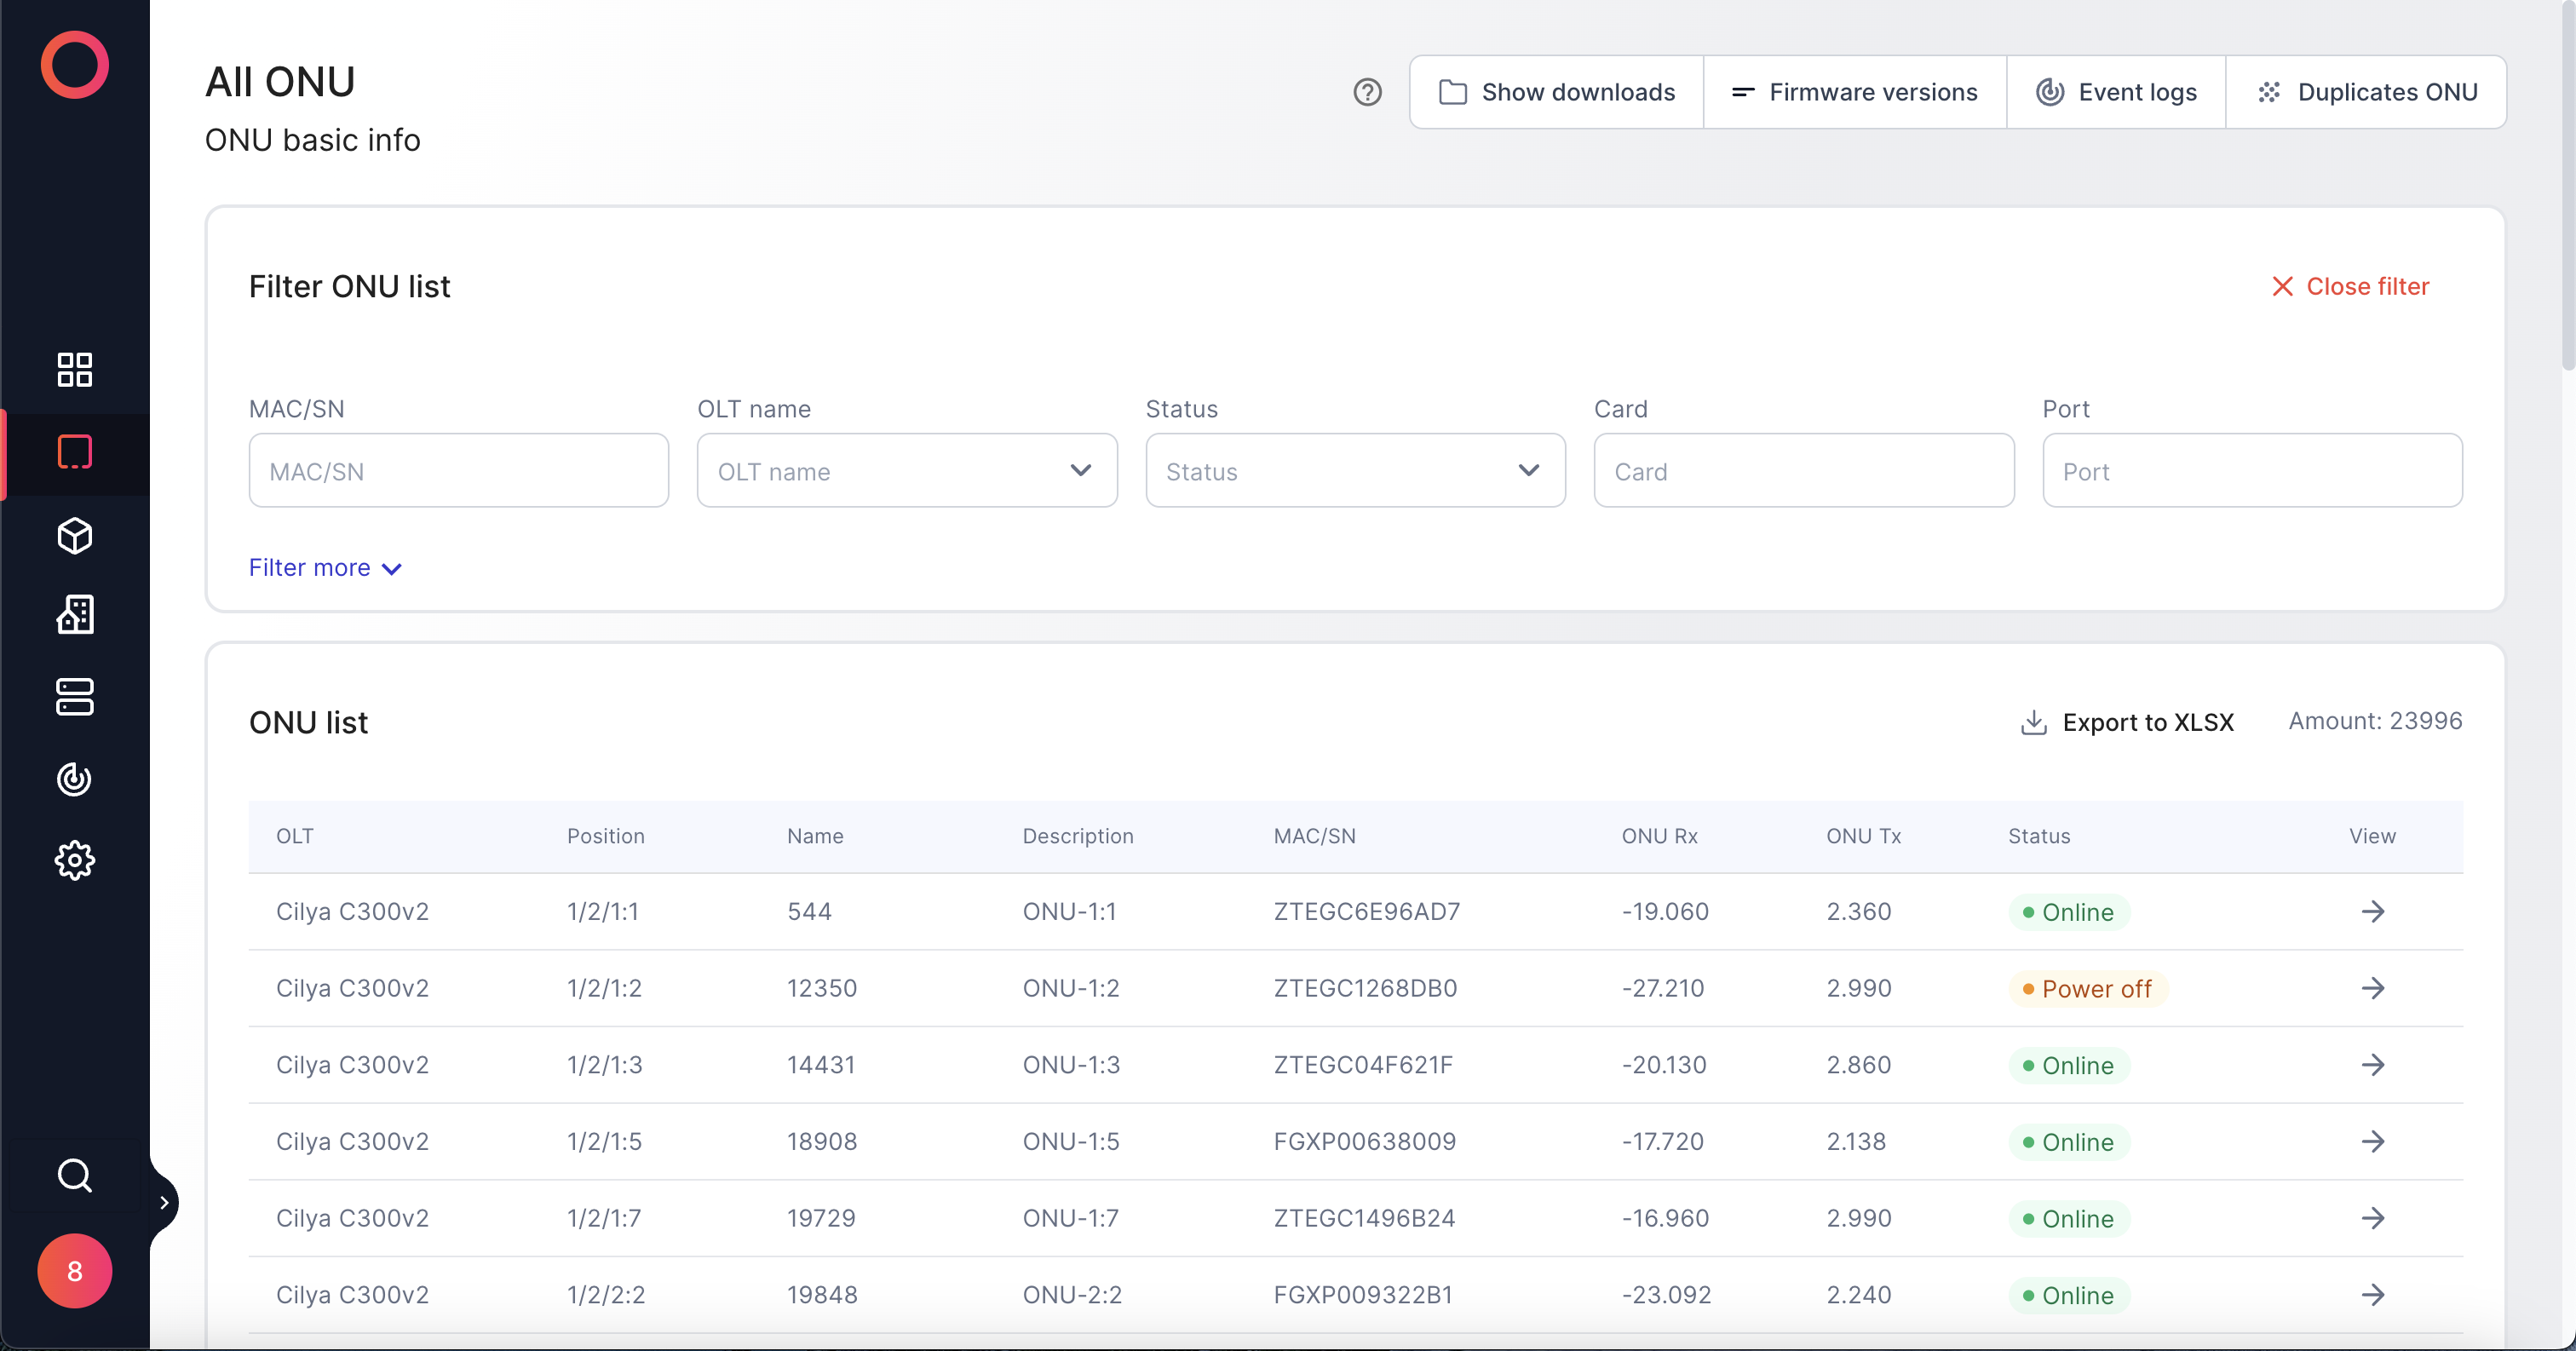 All ONU
ONU basic info
Show downloads
Firmware versions
Event logs
Duplicates ONU
Filter ONU list
Close filter
MAC/SN OLT name Status Card Port
MAC/SN OLT name Status Card Port
Filter more
ONU list
Export to XLSX
Amount: 23996
OLT Position Name Description MAC/SN ONU Rx ONU Tx Status View
Cilya C300v2 1/2/1:1 544 ONU-1:1 ZTEGC6E96AD7 -19.060 2.360 Online
Cilya C300v2 1/2/1:2 12350 ONU-1:2 ZTEGC1268DB0 -27.210 2.990 Power off
Cilya C300v2 1/2/1:3 14431 ONU-1:3 ZTEGC04F621F -20.130 2.860 Online
Cilya C300v2 1/2/1:5 18908 ONU-1:5 FGXP00638009 -17.720 2.138 Online
Cilya C300v2 1/2/1:7 19729 ONU-1:7 ZTEGC1496B24 -16.960 2.990 Online
Cilya C300v2 1/2/2:2 19848 ONU-2:2 FGXP009322B1 -23.092 2.240 Online
8